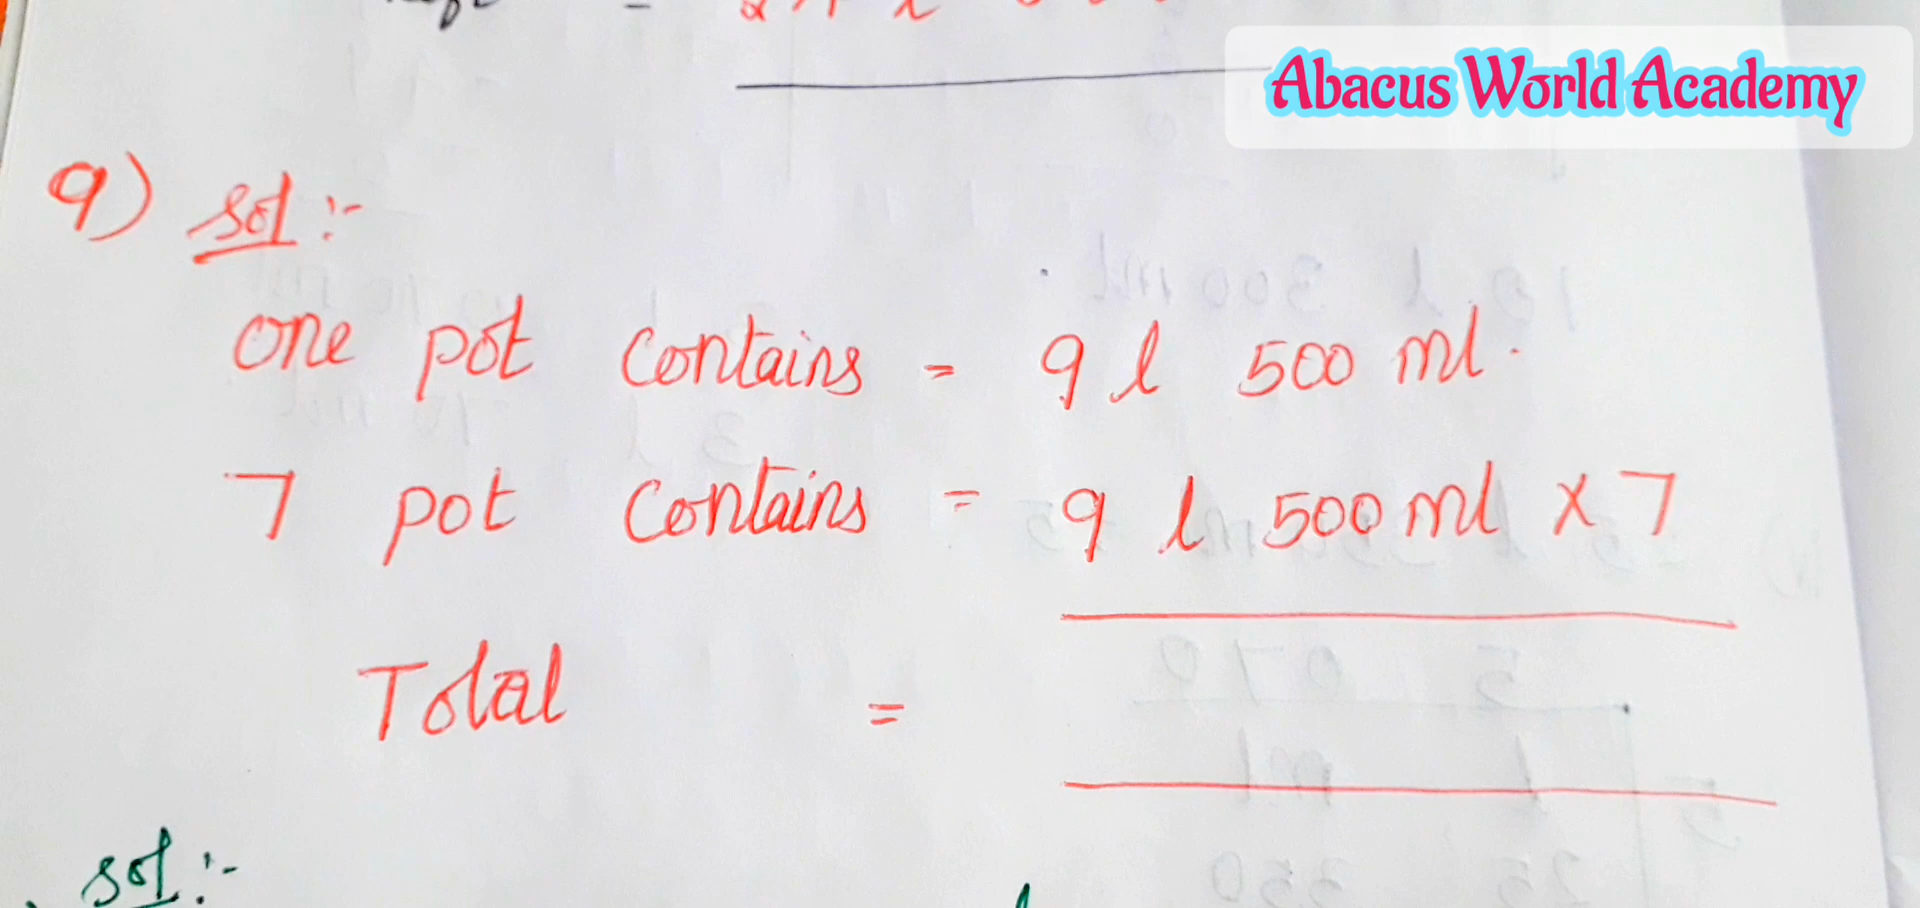 Abacus World Academy
9) Sol :-
One pot contains = 9 l 500 ml.
7 pot contains = 9 l 500 ml x 7
Total =
Sol :-